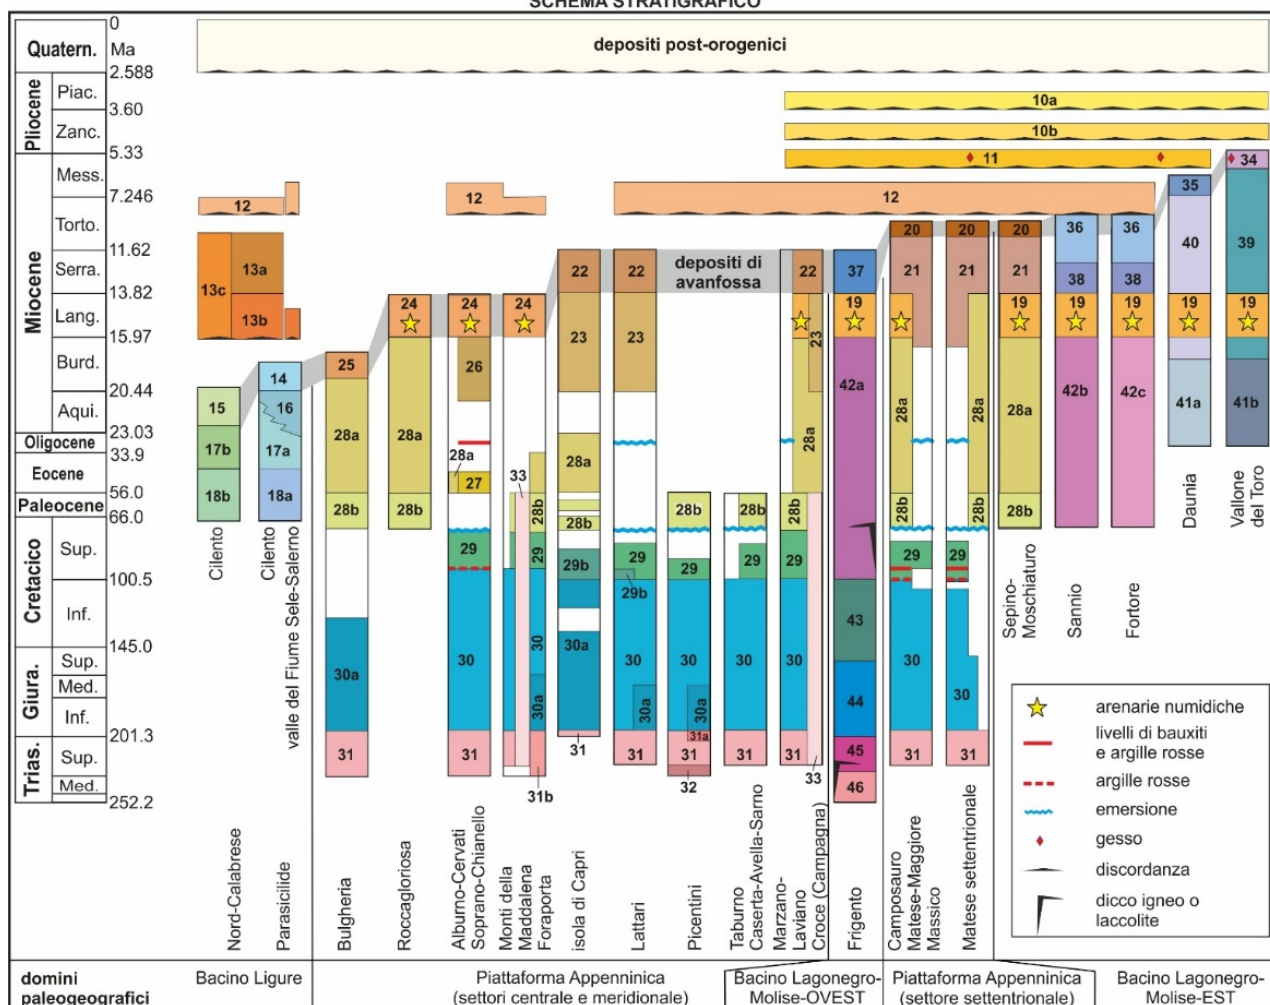 SCHEMA STRATIGRAFICO
0
Quatern.
Ma
depositi post-orogenici
2.588
Pliocene
Piac.
10a
3.60
Zanc.
10b
5.33
11
34
Mess.
35
7.246
12
12
12
Torto.
20
20
20
36
36
40
39
11.62
Serra.
13c
13a
22
22
depositi di
avanfossa
22
37
21
21
21
38
38
13.82
Miocene
Lang.
13b
24
24
24
23
23
23
19
19
19
19
19
19
15.97
Burd.
14
25
26
42a
20.44
Aqui.
15
16
28a
28a
28a
28a
28a
28a
42b
42c
41a
41b
23.03
Oligocene
17b
17a
33.9
Eocene
28a
27
33
28a
56.0
Paleocene
18b
18a
28b
28b
28b
28b
28b
28b
28b
28b
28b
28b
66.0
Cretacico
Sup.
29
29
29b
29
29
29
29
29
29
100.5
29b
Inf.
30a
30
30
30a
30
30
30
30
43
30
30
145.0
Giura.
Sup.
Med.
Inf.
30a
30a
30a
44
201.3
31a
Trias.
Sup.
31
31
31
31
31
31
31
45
31
31
Med.
31b
32
33
46
252.2
Cilento
Cilento
valle del Fiume Sele-Salerno
Sepino-
Moschiaturo
Sannio
Fortore
Daunia
Vallone
del Toro
Nord-Calabrese
Parasicilide
Bulgheria
Roccagloriosa
Alburno-Cervati
Soprano-Chianello
Monti della
Maddalena
Foraporta
isola di Capri
Lattari
Picentini
Taburno
Caserta-Avella-Sarno
Marzano-
Laviano
Croce (Campagna)
Frigento
Camposauro
Matese-Maggiore
Massico
Matese settentrionale
arenarie numidiche
livelli di bauxiti
e argille rosse
argille rosse
emersione
gesso
discordanza
dicco igneo o
laccolite
domini
paleogeografici
Bacino Ligure
Piattaforma Appenninica
(settori centrale e meridionale)
Bacino Lagonegro-
Molise-OVEST
Piattaforma Appenninica
(settore settentrionale)
Bacino Lagonegro-
Molise-EST